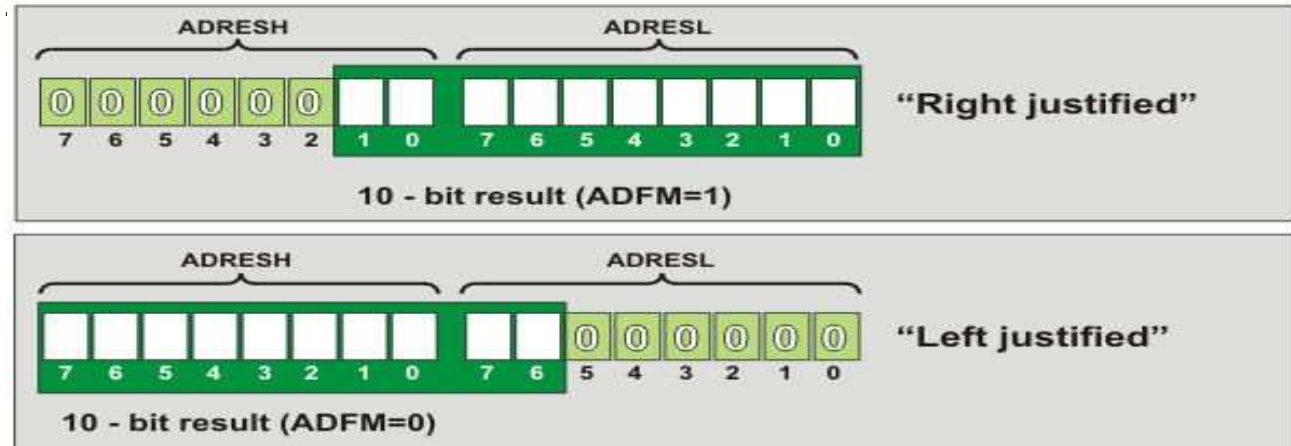 ADRESH ADRESL
0 0 0 0 0 0 "Right justified"
7 6 5 4 3 2 1 0 7 6 5 4 3 2 1 0
10 - bit result (ADFM=1)
ADRESH ADRESL
0 0 0 0 0 0 "Left justified"
7 6 5 4 3 2 1 0 7 6 5 4 3 2 1 0
10 - bit result (ADFM=0)